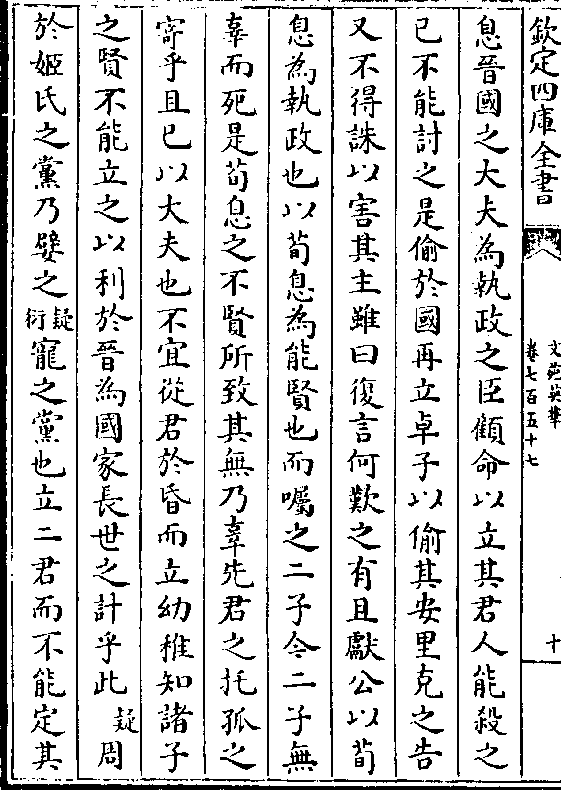 欽定四庫全書
文苑英華
卷七百五十七
十
息晉國之大夫為執政之臣顧命以立其君人能殺之
已不能討之是偷於國再立卓子以偷其安里克之告
又不得誅以害其主雖曰復言何歎之有且獻公以荀
息為執政也以荀息為能賢也而囑之二子今二子無
辜而死是荀息之不賢所致其無乃辜先君之托孤之
寄乎且已以大夫也不宜從君於昏而立幼稚知諸子
之賢不能立之以利於晉為國家長世之計乎此疑周
於姬氏之黨乃嬖之疑衍寵之黨也立二君而不能定其